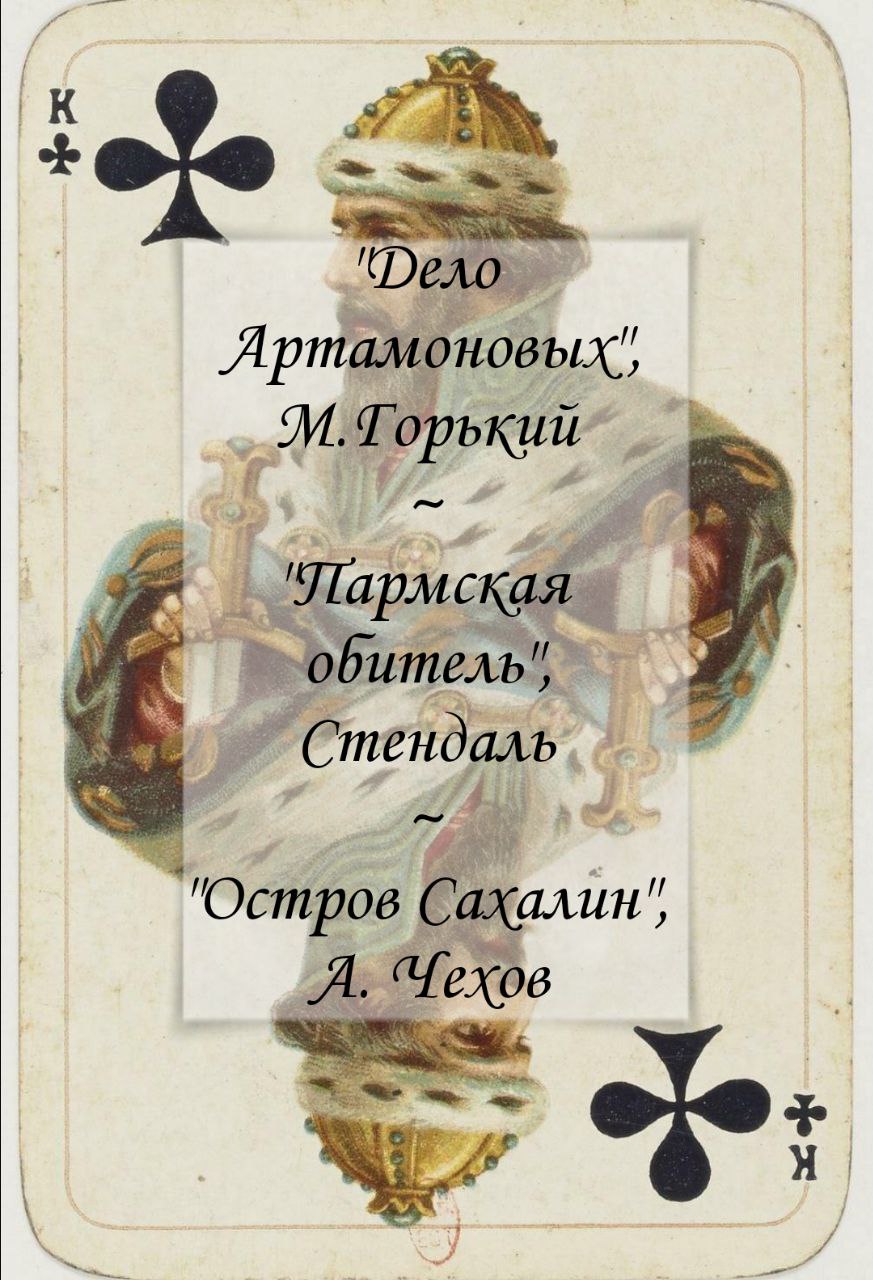 K
"Дело
Артамоновых",
М.Горький
~
"Пармская
обитель",
Стендаль
~
"Остров Сахалин",
А. Чехов
K